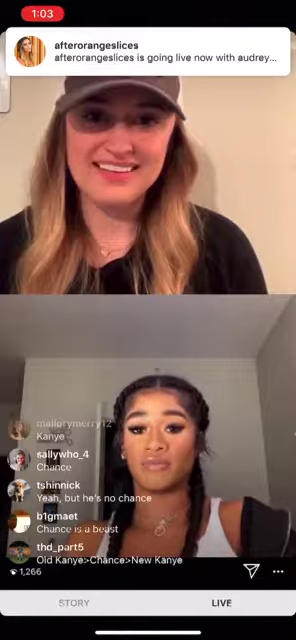 1:03
afterorangeslices
afterorangeslices is going live now with audrey...
mallorymerry12
Kanye
sallywho_4
Chance
tshinnick
Yeah, but he's no chance
b1gmaet
Chance is a beast
thd_part5
Old Kanye>Chance>New Kanye
1,266
STORY
LIVE